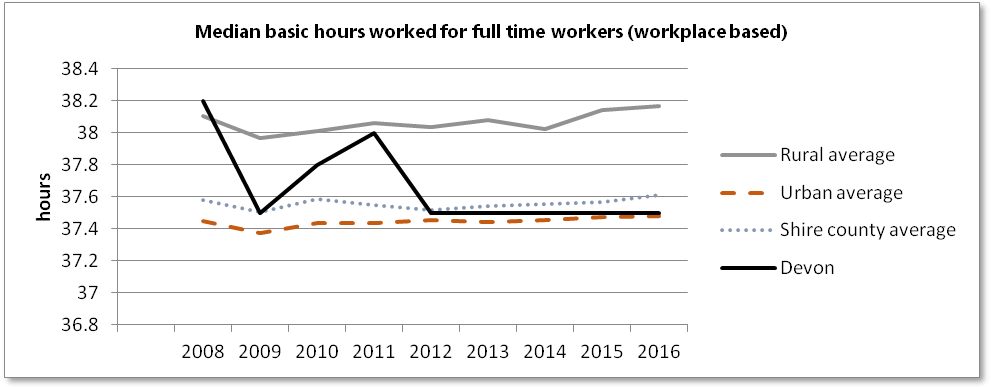 Median basic hours worked for full time workers (workplace based)
38.4
38.2
38
37.8
37.6
37.4
37.2
37
36.8
hours
2008 2009 2010 2011 2012 2013 2014 2015 2016
Rural average
Urban average
Shire county average
Devon